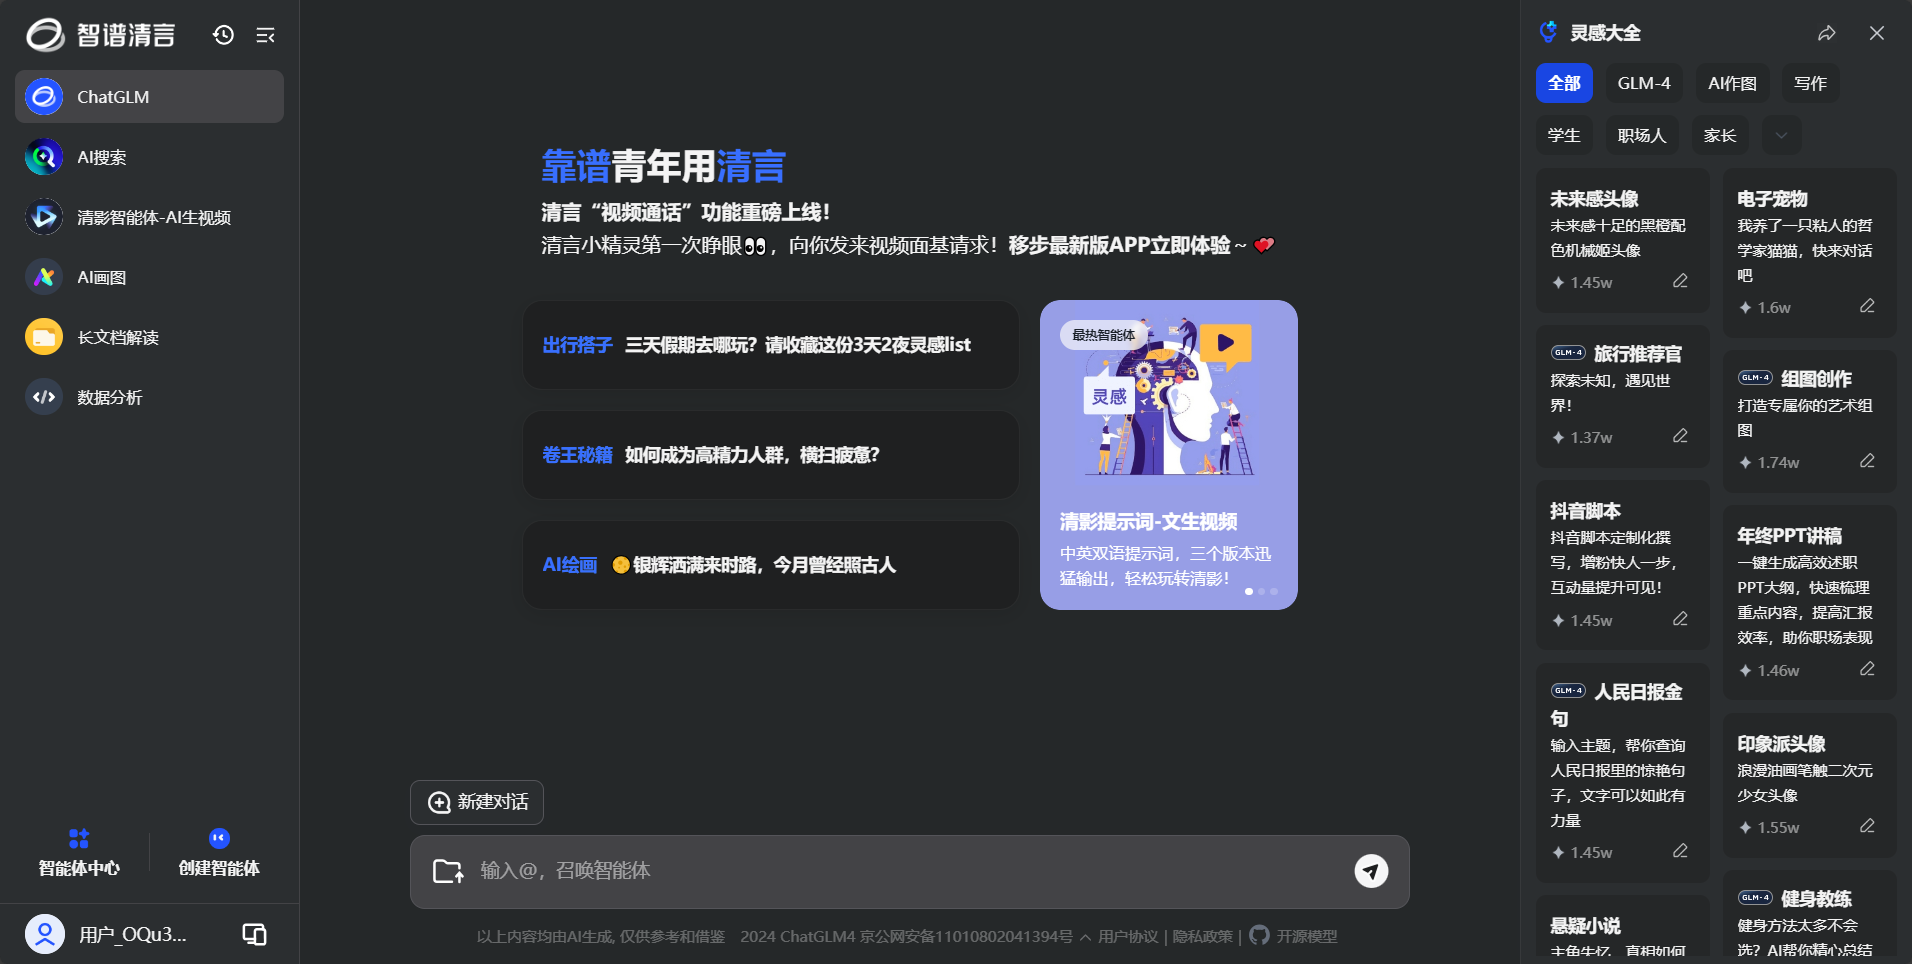 智谱清言
ChatGLM
AI搜索
清影智能体-AI生视频
AI画图
长文档解读
数据分析
智能体中心
创建智能体
用户_OQu3...
靠谱青年用清言
清言“视频通话”功能重磅上线！
清言小精灵第一次睁眼👀，向你发来视频面基请求！移步最新版APP立即体验～💕
出行搭子 三天假期去哪玩？请收藏这份3天2夜灵感list
卷王秘籍 如何成为高精力人群，横扫疲惫？
AI绘画 🌕银辉洒满来时路，今月曾经照古人
最热智能体
灵感
清影提示词-文生视频
中英双语提示词，三个版本迅
猛输出，轻松玩转清影！
新建对话
输入@，召唤智能体
以上内容均由AI生成, 仅供参考和借鉴 2024 ChatGLM4 京公网安备11010802041394号 用户协议 | 隐私政策 | 开源模型
灵感大全
全部 GLM-4 AI作图 写作
学生 职场人 家长
未来感头像
未来感十足的黑橙配
色机械姬头像
1.45w
GLM-4 旅行推荐官
探索未知，遇见世
界！
1.37w
抖音脚本
抖音脚本定制化撰
写，增粉快人一步，
互动量提升可见！
1.45w
GLM-4 人民日报金
句
输入主题，帮你查询
人民日报里的惊艳句
子，文字可以如此有
力量
1.45w
悬疑小说
主角失忆，真相如何
电子宠物
我养了一只粘人的哲
学家猫猫，快来对话
吧
1.6w
GLM-4 组图创作
打造专属你的艺术组
图
1.74w
年终PPT讲稿
一键生成高效述职
PPT大纲，快速梳理
重点内容，提高汇报
效率，助你职场表现
1.46w
印象派头像
浪漫油画笔触二次元
少女头像
1.55w
GLM-4 健身教练
健身方法太多不会
选？AI帮你精心总结